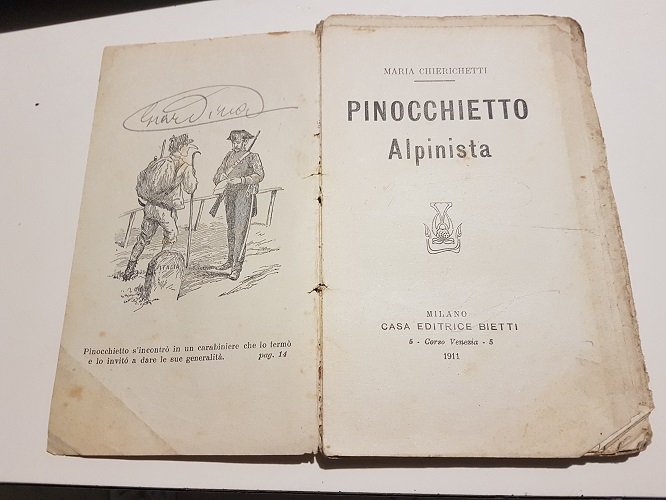 ITALIA
Pinocchietto s'incontrò in un carabiniere che lo fermò
e lo invitò a dare le sue generalità. pag. 14
MARIA CHIERICHETTI
PINOCCHIETTO
Alpinista
MILANO
CASA EDITRICE BIETTI
5 - Corso Venezia - 5
1911